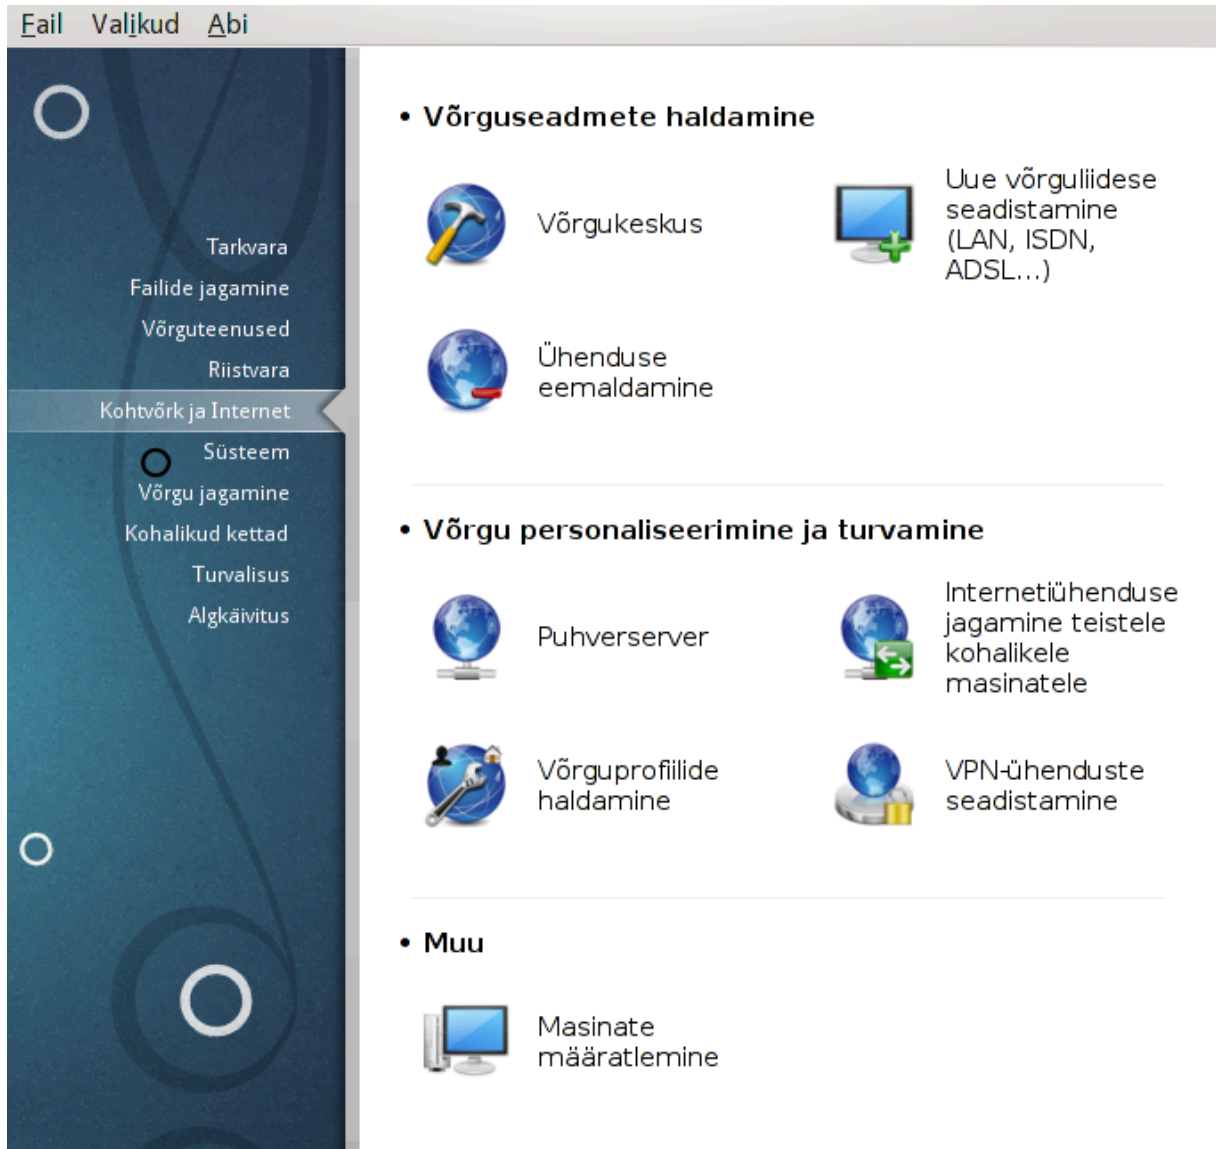 Fail Valikud Abi
Tarkvara
Failide jagamine
Võrguteenused
Riistvara
Kohtvõrk ja Internet
Süsteem
Võrgu jagamine
Kohalikud kettad
Turvalisus
Algkäivitus
• Võrguseadmete haldamine
Võrgukeskus
Uue võrguliidese
seadistamine
(LAN, ISDN,
ADSL...)
Ühenduse
eemaldamine
• Võrgu personaliseerimine ja turvamine
Puhverserver
Internetiühenduse
jagamine teistele
kohalikele
masinatele
Võrguprofiilide
haldamine
VPN-ühenduste
seadistamine
• Muu
Masinate
määratlemine